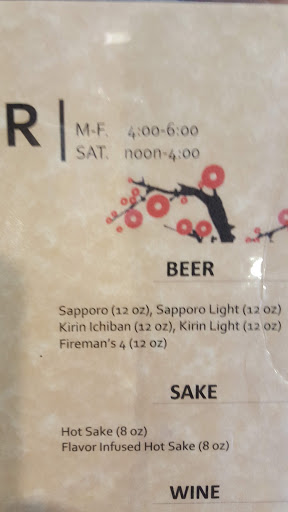 R
M-F. 4:00-6:00
SAT. noon-4:00
BEER
Sapporo (12 oz), Sapporo Light (12 oz)
Kirin Ichiban (12 oz), Kirin Light (12 oz)
Fireman's 4 (12 oz)
SAKE
Hot Sake (8 oz)
Flavor Infused Hot Sake (8 oz)
WINE